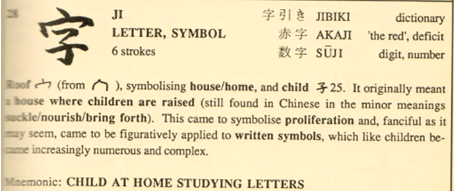 28 字 JI 字引き JIBIKI dictionary
LETTER, SYMBOL 赤字 AKAJI 'the red', deficit
6 strokes 数字 SŪJI digit, number
Roof 宀 (from ), symbolising house/home, and child 子 25. It originally meant
a house where children are raised (still found in Chinese in the minor meanings
suckle/nourish/bring forth). This came to symbolise proliferation and, fanciful as it
may seem, came to be figuratively applied to written symbols, which like children be-
came increasingly numerous and complex.
Mnemonic: CHILD AT HOME STUDYING LETTERS